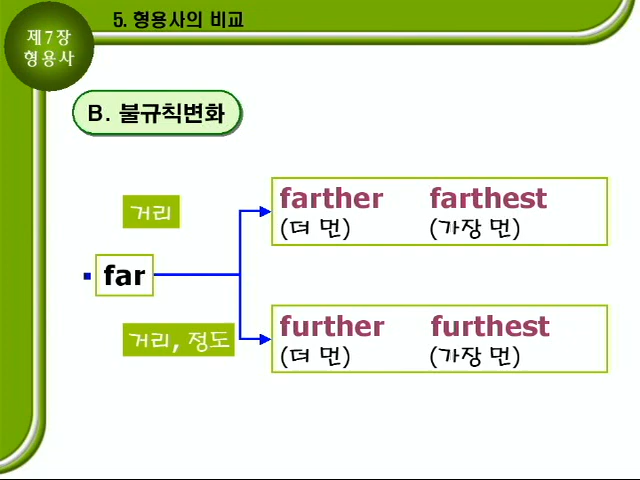 5. 형용사의 비교
제7장
형용사
B. 불규칙변화
거리
farther farthest
(더 먼) (가장 먼)
far
거리, 정도
further furthest
(더 먼) (가장 먼)